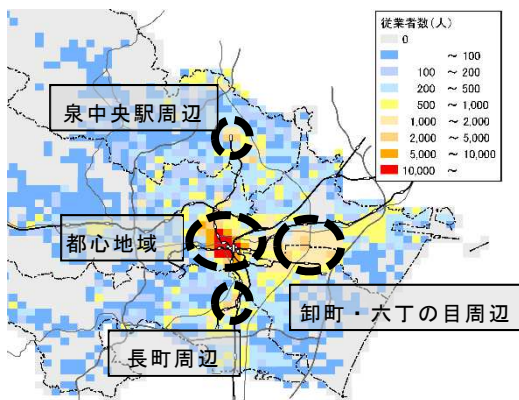 従業者数(人)
0
～ 100
100 ～ 200
200 ～ 500
500 ～ 1,000
1,000 ～ 2,000
2,000 ～ 5,000
5,000 ～ 10,000
10,000 ～
泉中央駅周辺
都心地域
卸町・六丁の目周辺
長町周辺